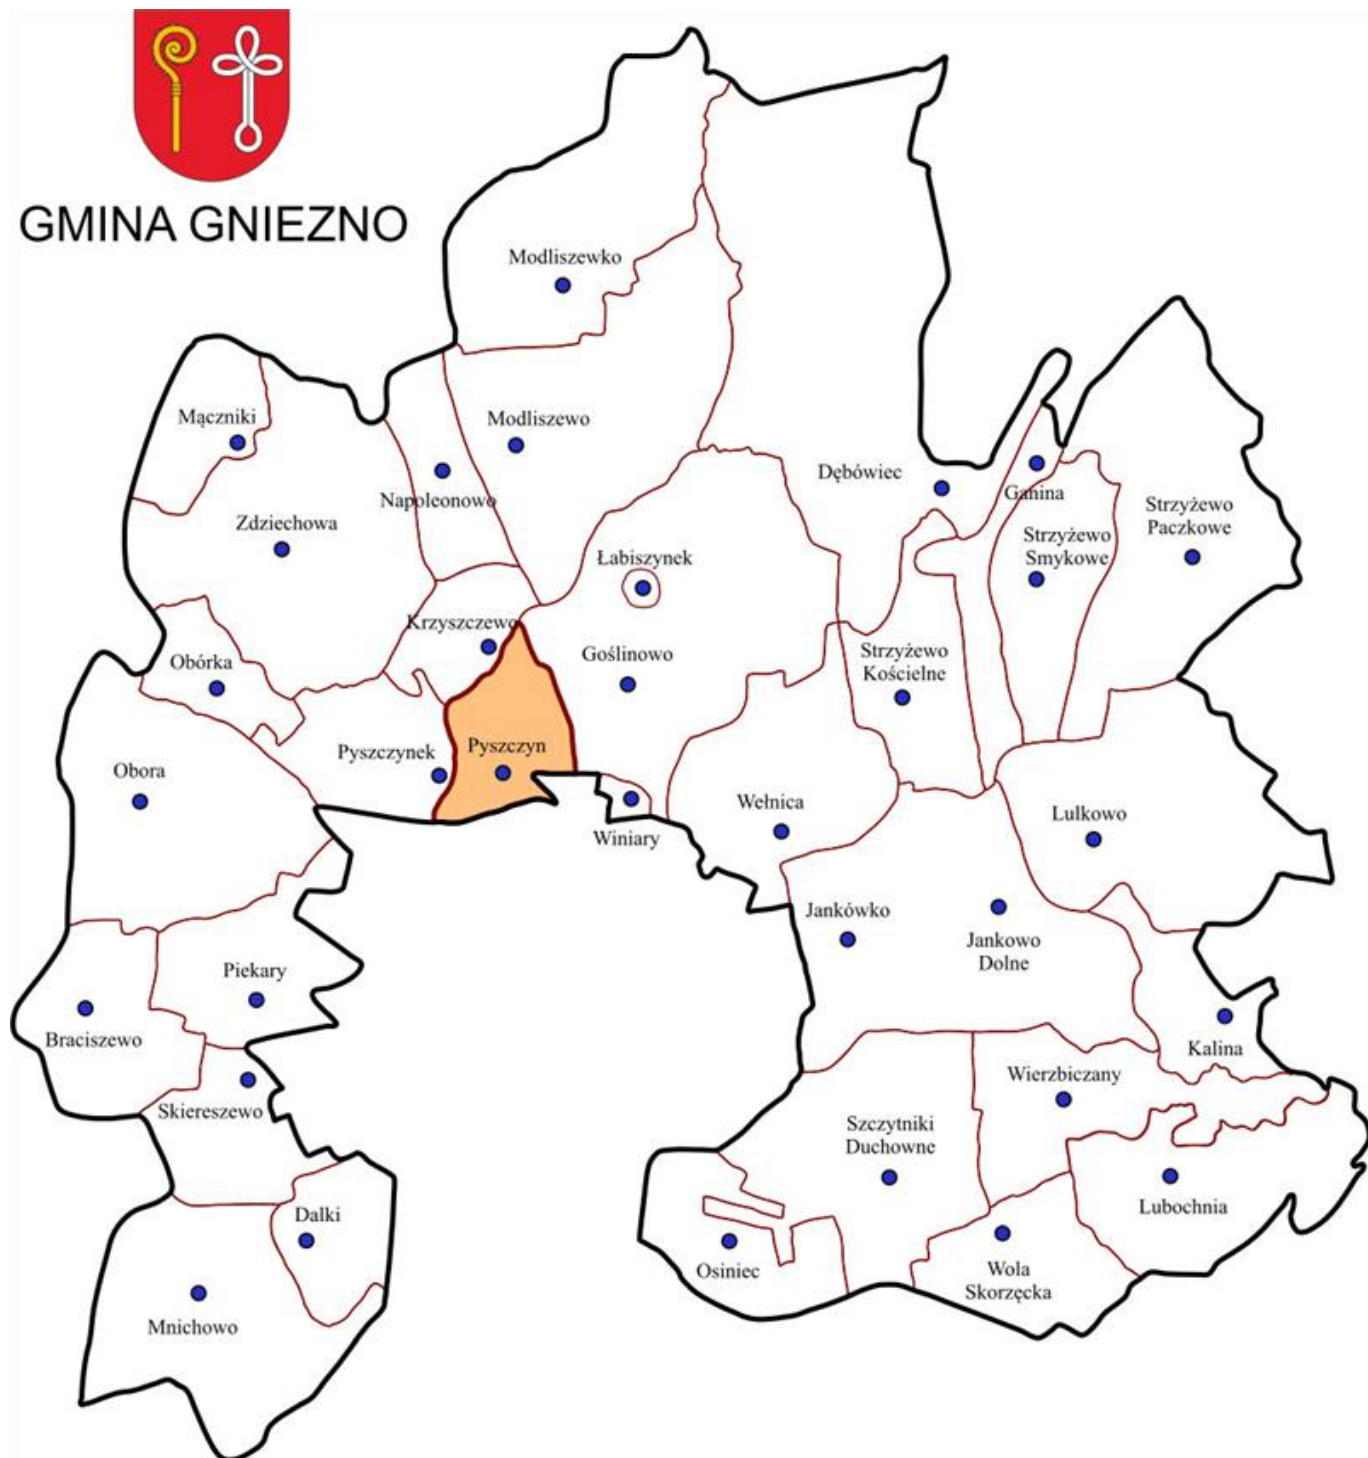 GMINA GNIEZNO
Modliszewko
Mączniki
Modliszewo
Napoleonowo
Zdziechowa
Dębówiec
Ganina
Strzyżewo
Paczkowe
Strzyżewo
Smykowe
Łabiszynek
Krzyszczewo
Goślinowo
Obórka
Strzyżewo
Kościelne
Pyszczynek
Pyszczyn
Obora
Winiary
Wełnica
Lulkowo
Jankówko
Jankowo
Dolne
Piekary
Braciszewo
Kalina
Skiereszewo
Wierzbiczany
Szczytniki
Duchowne
Lubochnia
Dalki
Osiniec
Wola
Skorzęcka
Mnichowo